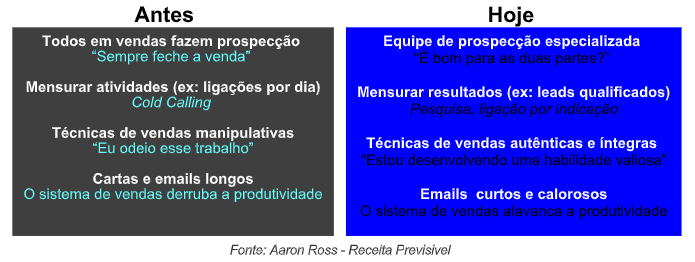 Antes
Todos em vendas fazem prospecção
“Sempre feche a venda”
Mensurar atividades (ex: ligações por dia)
Cold Calling
Técnicas de vendas manipulativas
“Eu odeio esse trabalho”
Cartas e emails longos
O sistema de vendas derruba a produtividade
Hoje
Equipe de prospecção especializada
“É bom para as duas partes?”
Mensurar resultados (ex: leads qualificados)
Pesquise, ligação por indicação
Técnicas de vendas autênticas e íntegras
“Estou desenvolvendo uma habilidade valiosa”
Emails curtos e calorosos
O sistema de vendas alavanca a produtividade
Fonte: Aaron Ross - Receita Previsivel